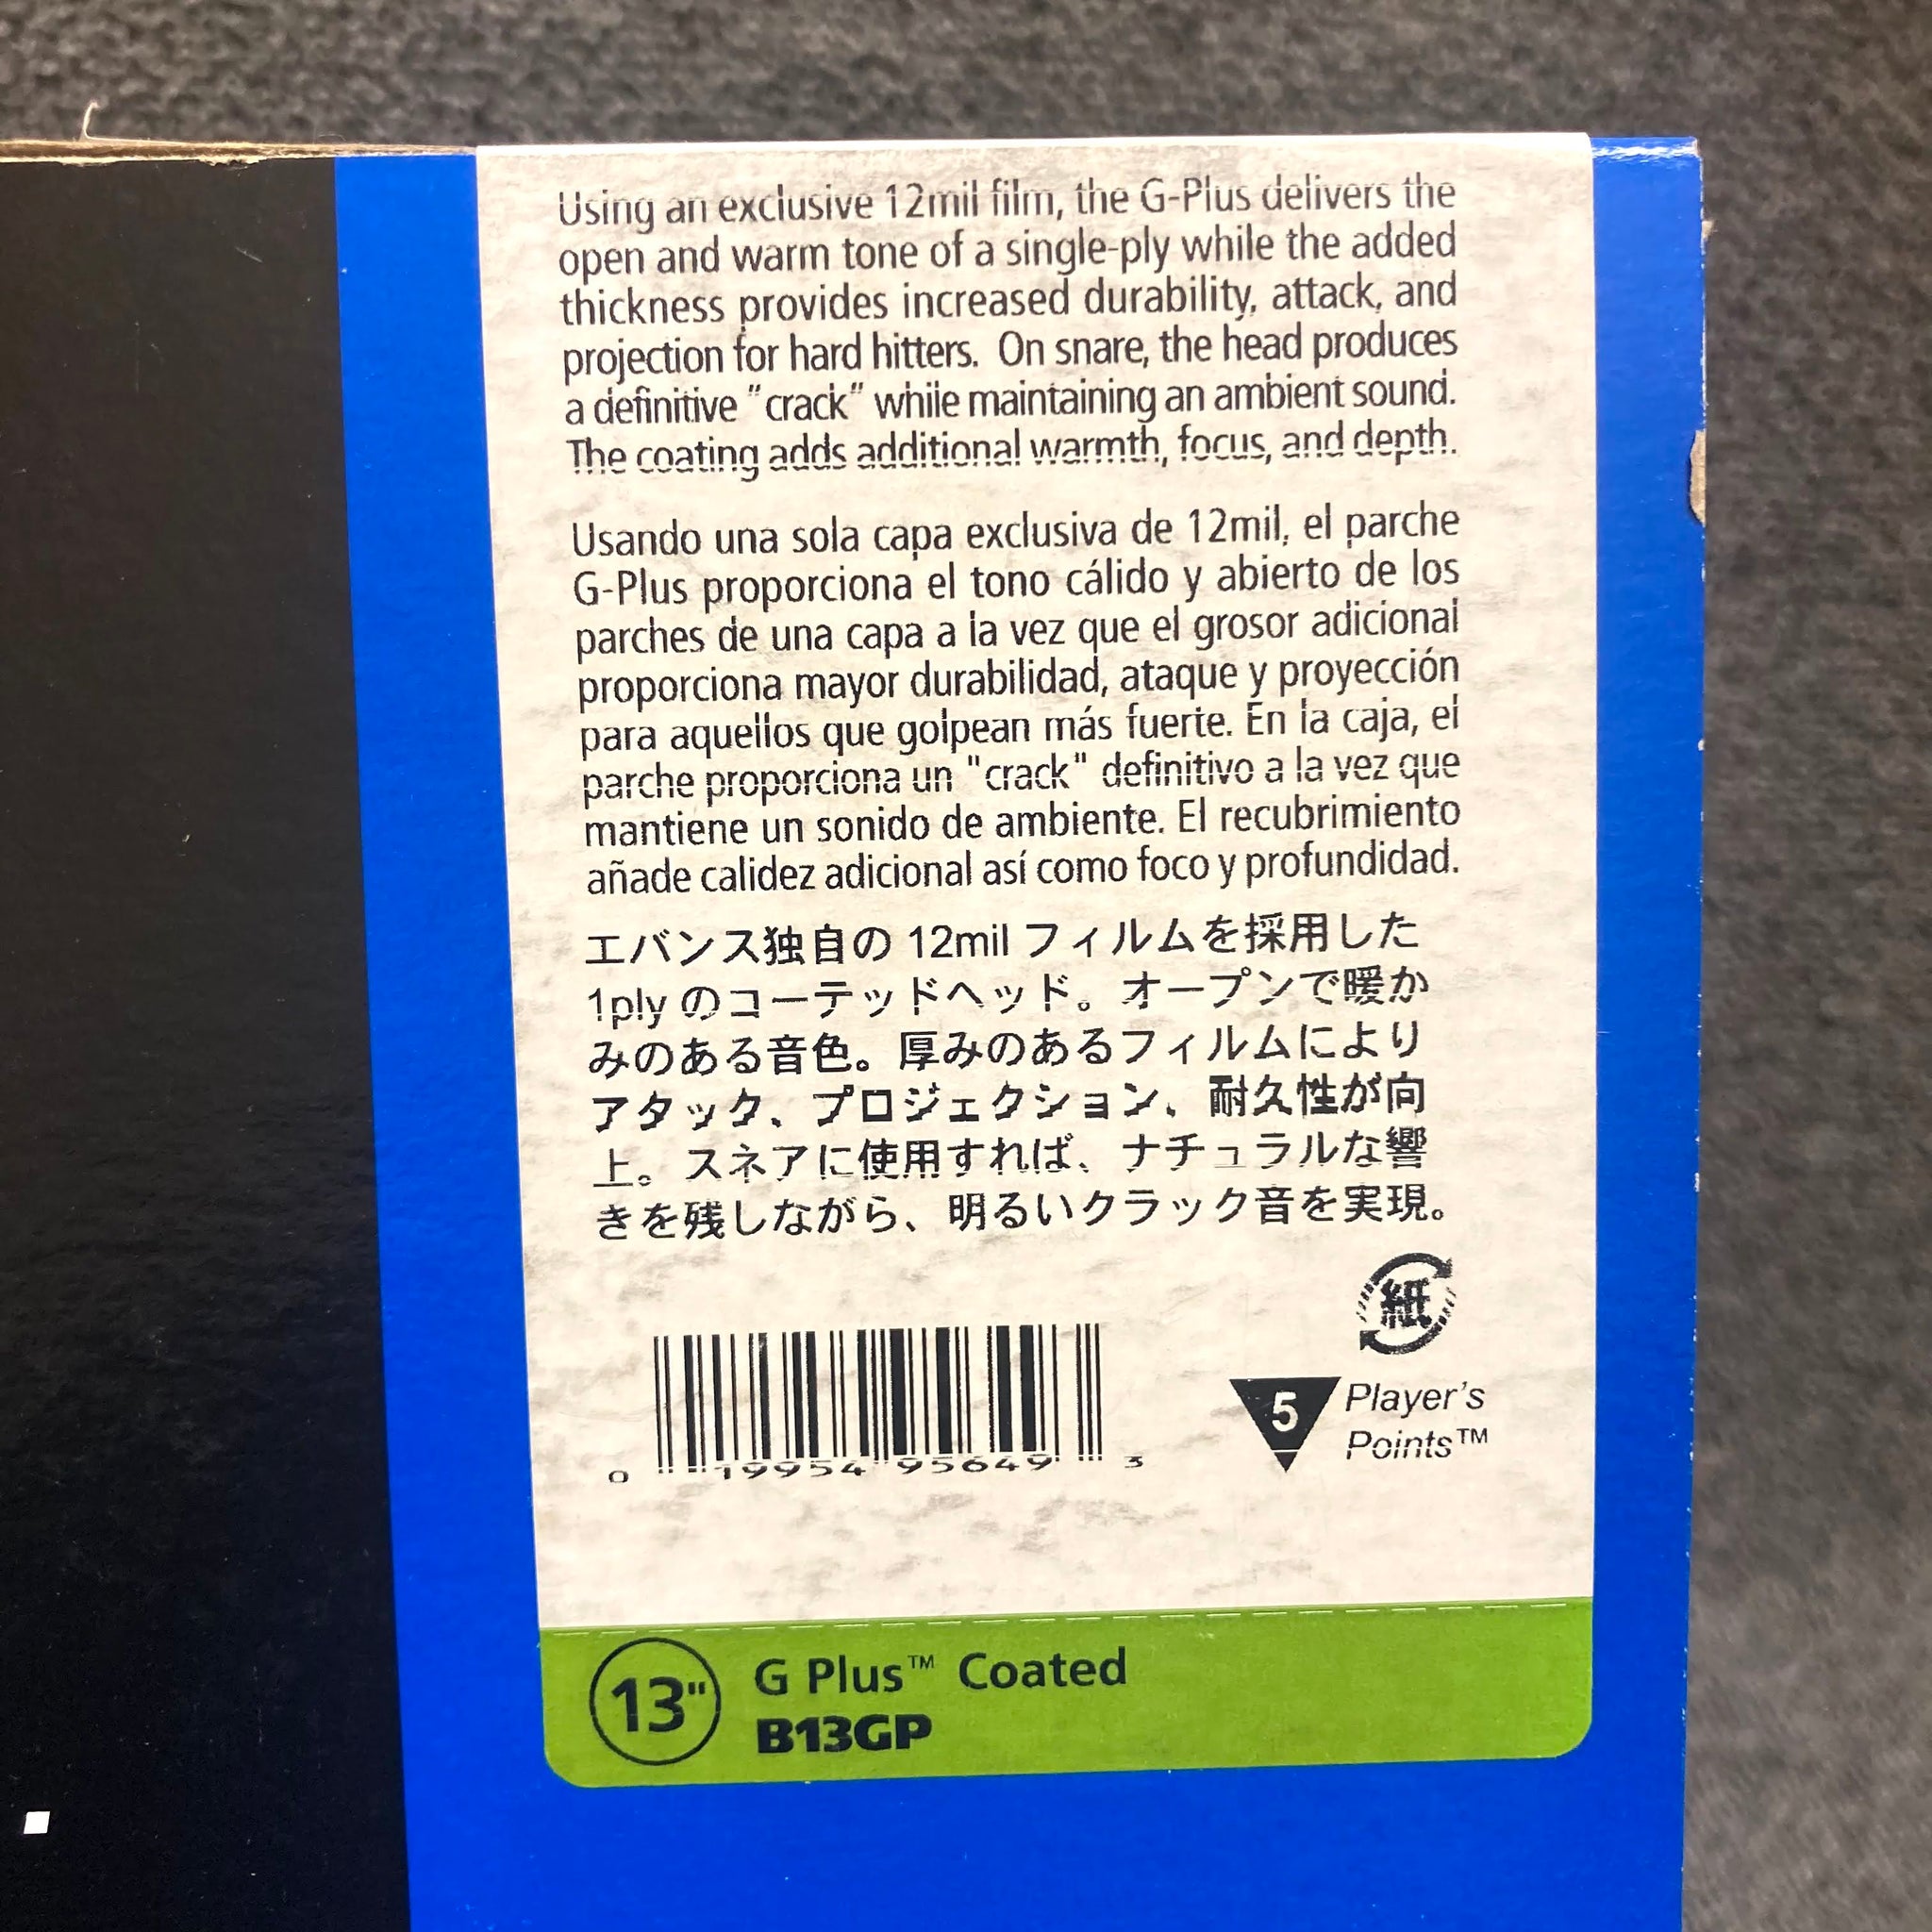 Using an exclusive 12mil film, the G-Plus delivers the
open and warm tone of a single-ply while the added
thickness provides increased durability, attack, and
projection for hard hitters. On snare, the head produces
a definitive "crack" while maintaining an ambient sound.
The coating adds additional warmth, focus, and depth.
Usando una sola capa exclusiva de 12mil, el parche
G-Plus proporciona el tono cálido y abierto de los
parches de una capa a la vez que el grosor adicional
proporciona mayor durabilidad, ataque y proyección
para aquellos que golpean más fuerte. En la caja, el
parche proporciona un "crack" definitivo a la vez que
mantiene un sonido de ambiente. El recubrimiento
añade calidez adicional así como foco y profundidad.
エバンス独自の 12mil フィルムを採用した
1ply のコーテッドヘッド。オープンで暖か
みのある音色。厚みのあるフィルムにより
アタック、プロジェクション、耐久性が向
上。スネアに使用すれば、ナチュラルな響
きを残しながら、明るいクラック音を実現。
紙
0 19954 95649 3
5 Player's
Points™
13" G Plus™ Coated
B13GP